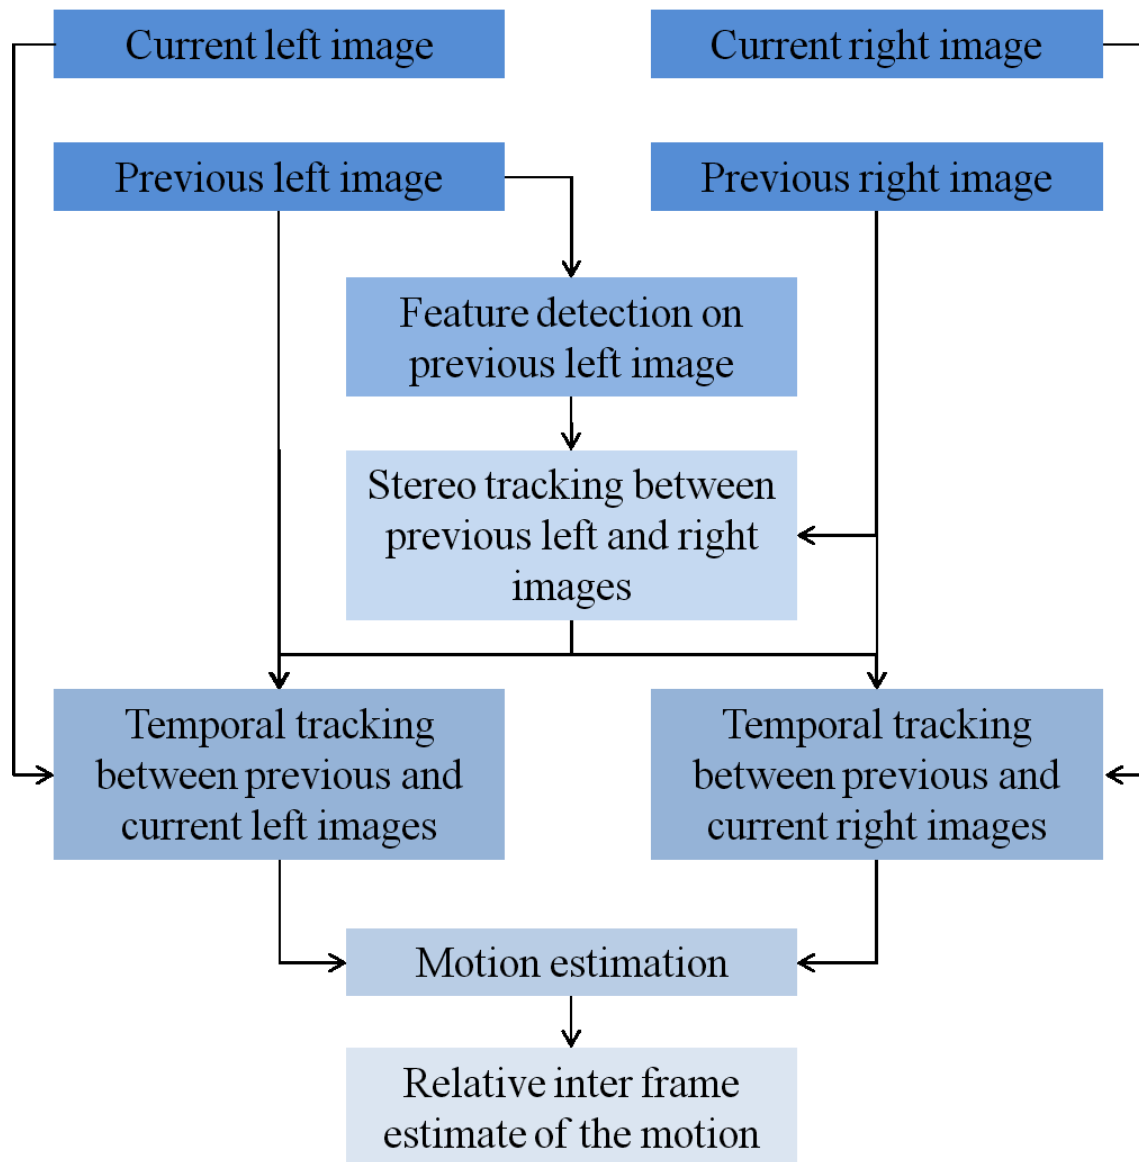 Current left image
Current right image
Previous left image
Previous right image
Feature detection on
previous left image
Stereo tracking between
previous left and right
images
Temporal tracking
between previous and
current left images
Temporal tracking
between previous and
current right images
Motion estimation
Relative inter frame
estimate of the motion